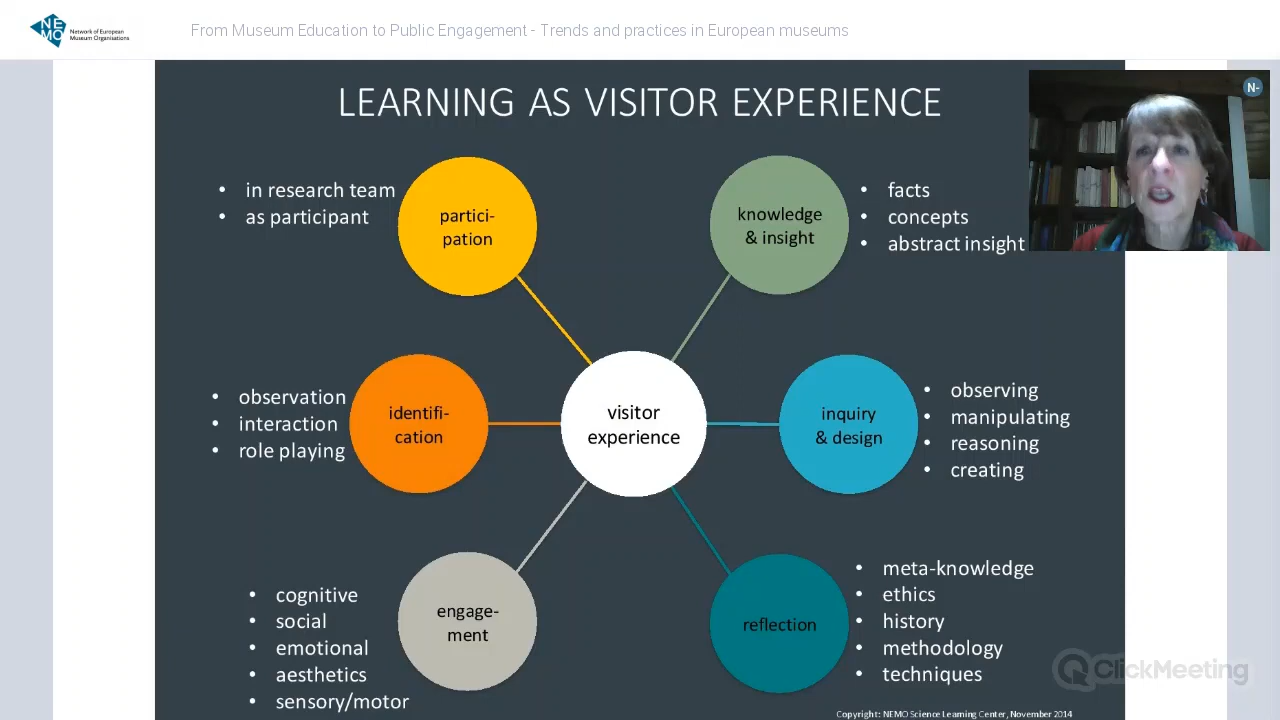 NE
MO
Network of European
Museum Organisations
From Museum Education to Public Engagement - Trends and practices in European museums
N-
LEARNING AS VISITOR EXPERIENCE
• in research team
• as participant
partici-
pation
knowledge
& insight
• facts
• concepts
• abstract insight
• observation
• interaction
• role playing
identifi-
cation
visitor
experience
inquiry
& design
• observing
• manipulating
• reasoning
• creating
• cognitive
• social
• emotional
• aesthetics
• sensory/motor
engage-
ment
reflection
• meta-knowledge
• ethics
• history
• methodology
• techniques
ClickMeeting
Copyright: NEMO Science Learning Center, November 2014